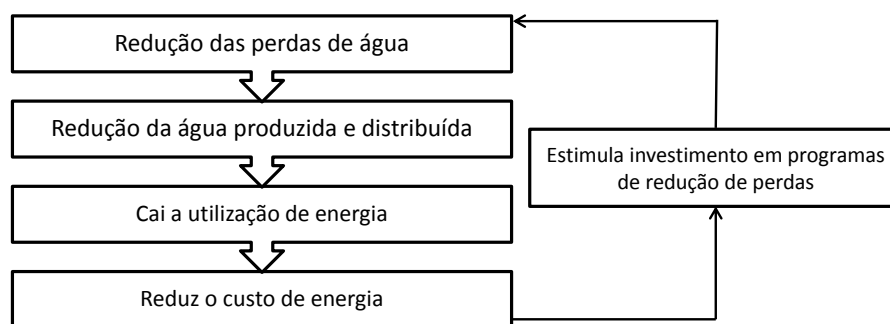 Redução das perdas de água
Redução da água produzida e distribuída
Cai a utilização de energia
Reduz o custo de energia
Estimula investimento em programas
de redução de perdas